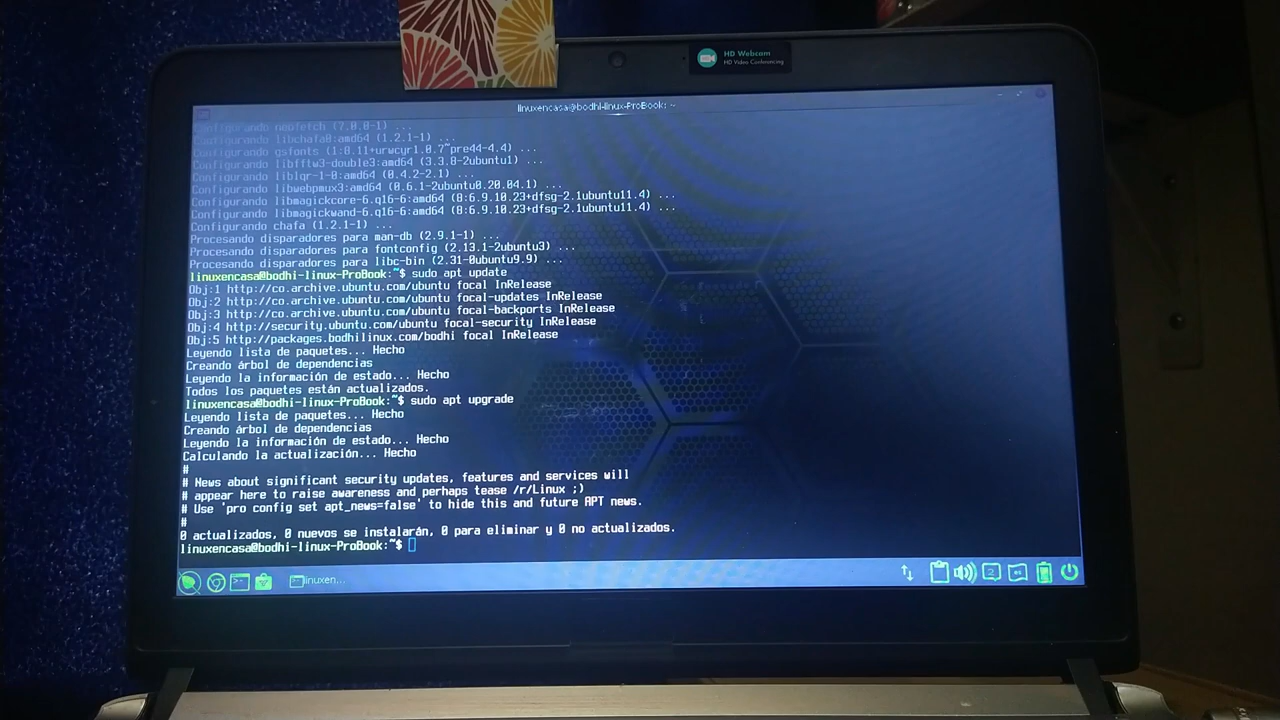 HD Webcam
HD Video Conferencing
linuxencasa@bodhi-linux-ProBook: ~
Configurando neofetch (7.0.0-1) ...
Configurando libchafa0:amd64 (1.2.1-1) ...
Configurando gsfonts (1:8.11+urwcyr1.0.7~pre44-4.4) ...
Configurando libfftw3-double3:amd64 (3.3.8-2ubuntu1) ...
Configurando liblqr-1-0:amd64 (0.4.2-2.1) ...
Configurando libwebpmux3:amd64 (0.6.1-2ubuntu0.20.04.1) ...
Configurando libmagickcore-6.q16-6:amd64 (8:6.9.10.23+dfsg-2.1ubuntu11.4) ...
Configurando libmagickwand-6.q16-6:amd64 (8:6.9.10.23+dfsg-2.1ubuntu11.4) ...
Configurando chafa (1.2.1-1) ...
Procesando disparadores para man-db (2.9.1-1) ...
Procesando disparadores para fontconfig (2.13.1-2ubuntu3) ...
Procesando disparadores para libc-bin (2.31-0ubuntu9.9) ...
linuxencasa@bodhi-linux-ProBook:~$ sudo apt update
Obj:1 http://co.archive.ubuntu.com/ubuntu focal InRelease
Obj:2 http://co.archive.ubuntu.com/ubuntu focal-updates InRelease
Obj:3 http://co.archive.ubuntu.com/ubuntu focal-backports InRelease
Obj:4 http://security.ubuntu.com/ubuntu focal-security InRelease
Obj:5 http://packages.bodhilinux.com/bodhi focal InRelease
Leyendo lista de paquetes... Hecho
Creando árbol de dependencias
Leyendo la información de estado... Hecho
Todos los paquetes están actualizados.
linuxencasa@bodhi-linux-ProBook:~$ sudo apt upgrade
Leyendo lista de paquetes... Hecho
Creando árbol de dependencias
Leyendo la información de estado... Hecho
Calculando la actualización... Hecho
#
# News about significant security updates, features and services will
# appear here to raise awareness and perhaps tease /r/Linux ;)
# Use 'pro config set apt_news=false' to hide this and future APT news.
#
0 actualizados, 0 nuevos se instalarán, 0 para eliminar y 0 no actualizados.
linuxencasa@bodhi-linux-ProBook:~$
linuxen...
2